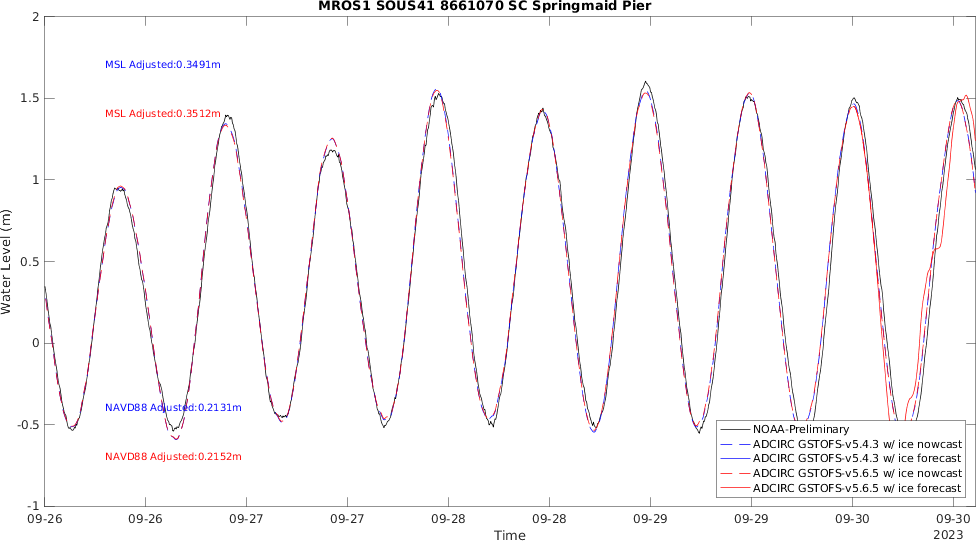 MROS1 SOUS41 8661070 SC Springmaid Pier
2
1.5
1
0.5
0
-0.5
-1
Water Level (m)
MSL Adjusted:0.3491m
MSL Adjusted:0.3512m
NAVD88 Adjusted:0.2131m
NAVD88 Adjusted:0.2152m
NOAA-Preliminary
ADCIRC GSTOFS-v5.4.3 w/ ice nowcast
ADCIRC GSTOFS-v5.4.3 w/ ice forecast
ADCIRC GSTOFS-v5.6.5 w/ ice nowcast
ADCIRC GSTOFS-v5.6.5 w/ ice forecast
09-26 09-26 09-27 09-27 09-28 09-28 09-29 09-29 09-30 09-30
2023
Time